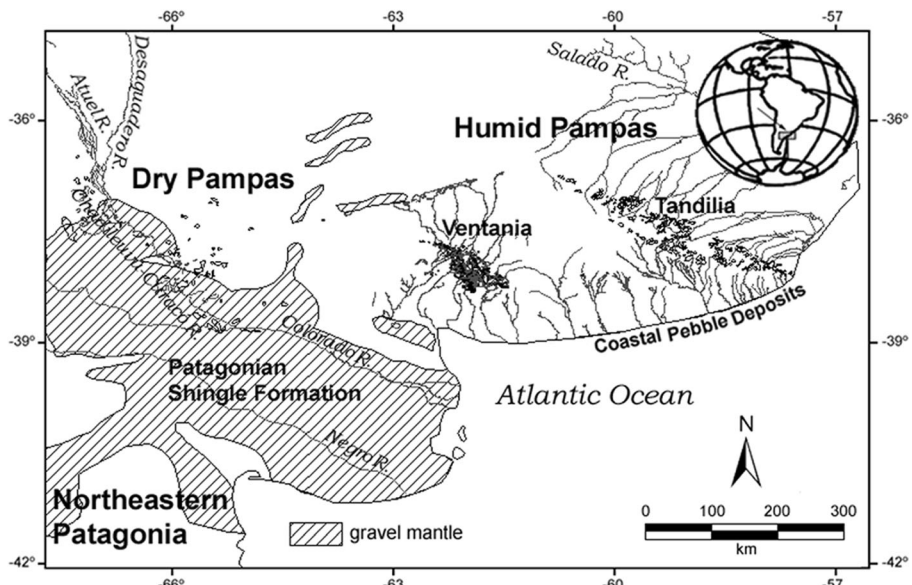 -66°
-63
-60
-57
Salado R.
Desaguadero R.
Atuel R.
-36°
-36°
Humid Pampas
Dry Pampas
Tandilia
Ventania
Chadileuvú Curacó R.
Coastal Pebble Deposits
-39°
-39°
Colorado R.
Patagonian
Shingle Formation
Atlantic Ocean
N
Negro R.
Northeastern
Patagonia
gravel mantle
0 100 200 300
km
-42°
-42°
-66°
-63
-60
-57